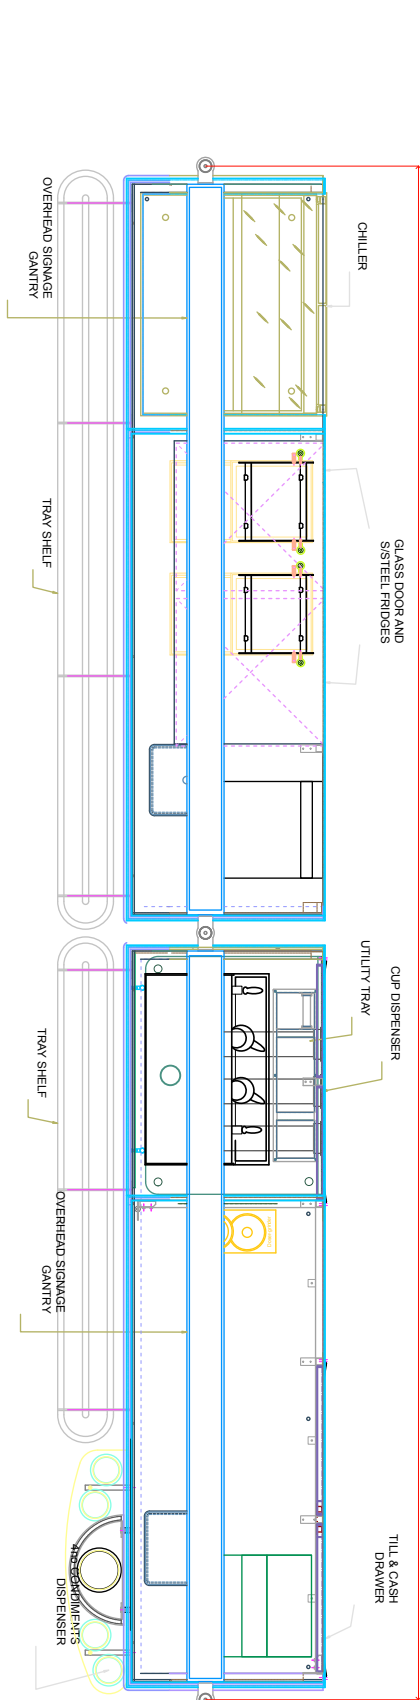 OVERHEAD SIGNAGE
GANTRY
CHILLER
TRAY SHELF
GLASS DOOR AND
S/STEEL FRIDGES
UTILITY TRAY
CUP DISPENSER
TRAY SHELF
OVERHEAD SIGNAGE
GANTRY
TILL & CASH
DRAWER
4no CONDIMENTS
DISPENSER